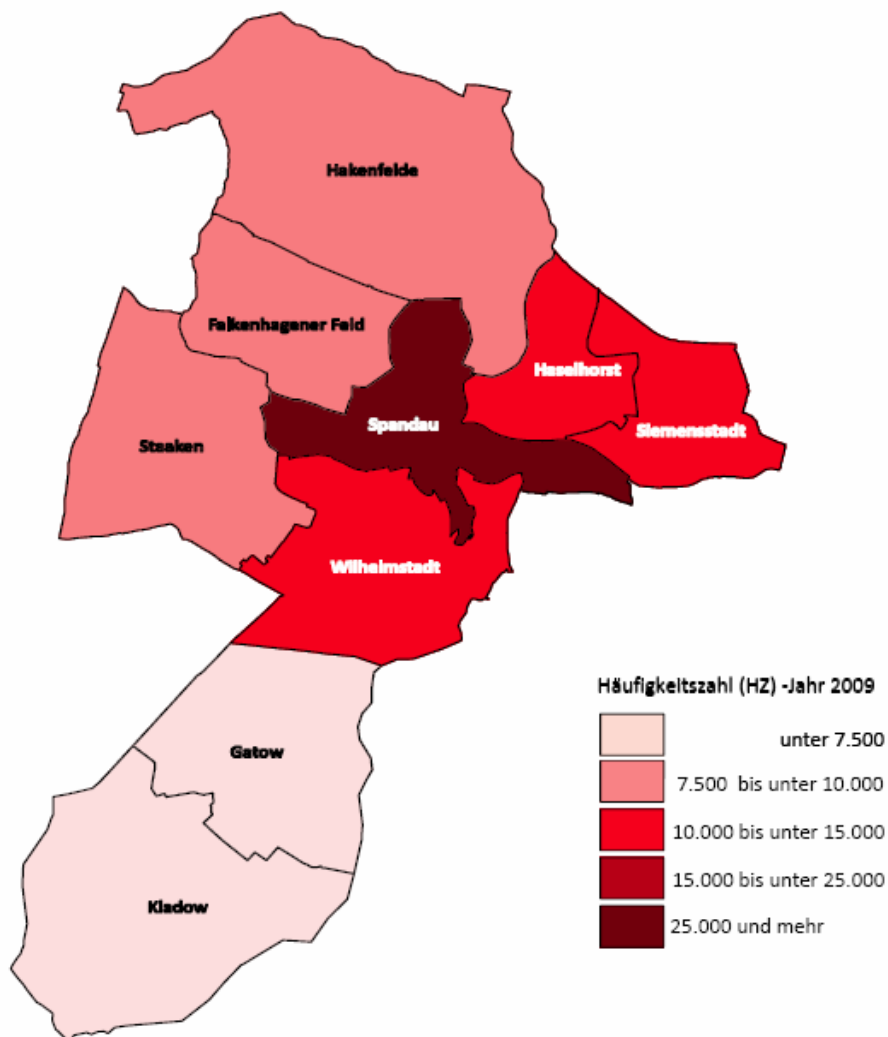 Hakenfelde
Falkenhagener Feld
Haselhorst
Spandau
Siemensstadt
Staaken
Wilhelmstadt
Gatow
Kladow
Häufigkeitszahl (HZ) -Jahr 2009
unter 7.500
7.500 bis unter 10.000
10.000 bis unter 15.000
15.000 bis unter 25.000
25.000 und mehr